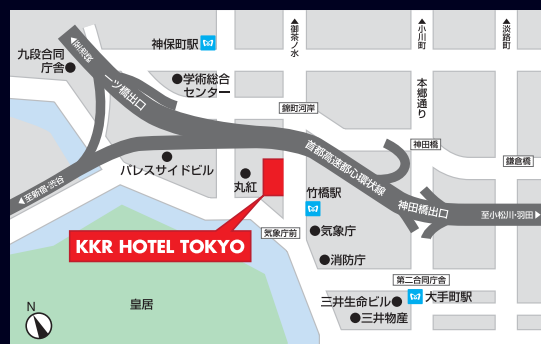 ▲御茶ノ水
▲小川町
▲淡路町
神保町駅
九段合同
庁舎
学術総合
センター
一ツ橋出口
本郷通り
錦町河岸
首都高速都心環状線
神田橋
鎌倉橋
パレスサイドビル
丸紅
◀至新宿・渋谷
竹橋駅
神田橋出口
至小松川・羽田▶
気象庁前
気象庁
KKR HOTEL TOKYO
消防庁
第二合同庁舎
皇居
三井生命ビル
大手町駅
三井物産
N